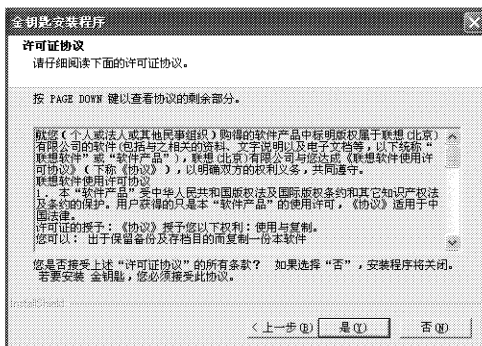 金钥匙安装程序
许可证协议
请仔细阅读下面的许可证协议。
按 PAGE DOWN 键以查看协议的剩余部分。
就您（个人或法人或其他民事组织）购得的软件产品中标明版权属于联想(北京)
有限公司的软件(包括与之相关的资料、文字说明以及电子文档等，以下统称“
联想软件”或“软件产品”)，联想(北京)有限公司与您达成《联想软件使用许
可协议》（下称《协议》），以明确双方的权利义务，共同遵守。
联想软件使用许可协议
1. 本“软件产品”受中华人民共和国版权法及国际版权条约和其它知识产权法
及条约的保护。用户获得的只是本“软件产品”的使用许可，《协议》适用于中
国法律。
许可证的授予：《协议》授予您以下权利：使用与复制。
您可以： 出于保留备份及存档目的而复制一份本软件
您是否接受上述“许可证协议”的所有条款？ 如果选择“否”，安装程序将关闭。
若要安装 金钥匙，您必须接受此协议。
InstallShield
< 上一步(B) 是(Y) 否(N)